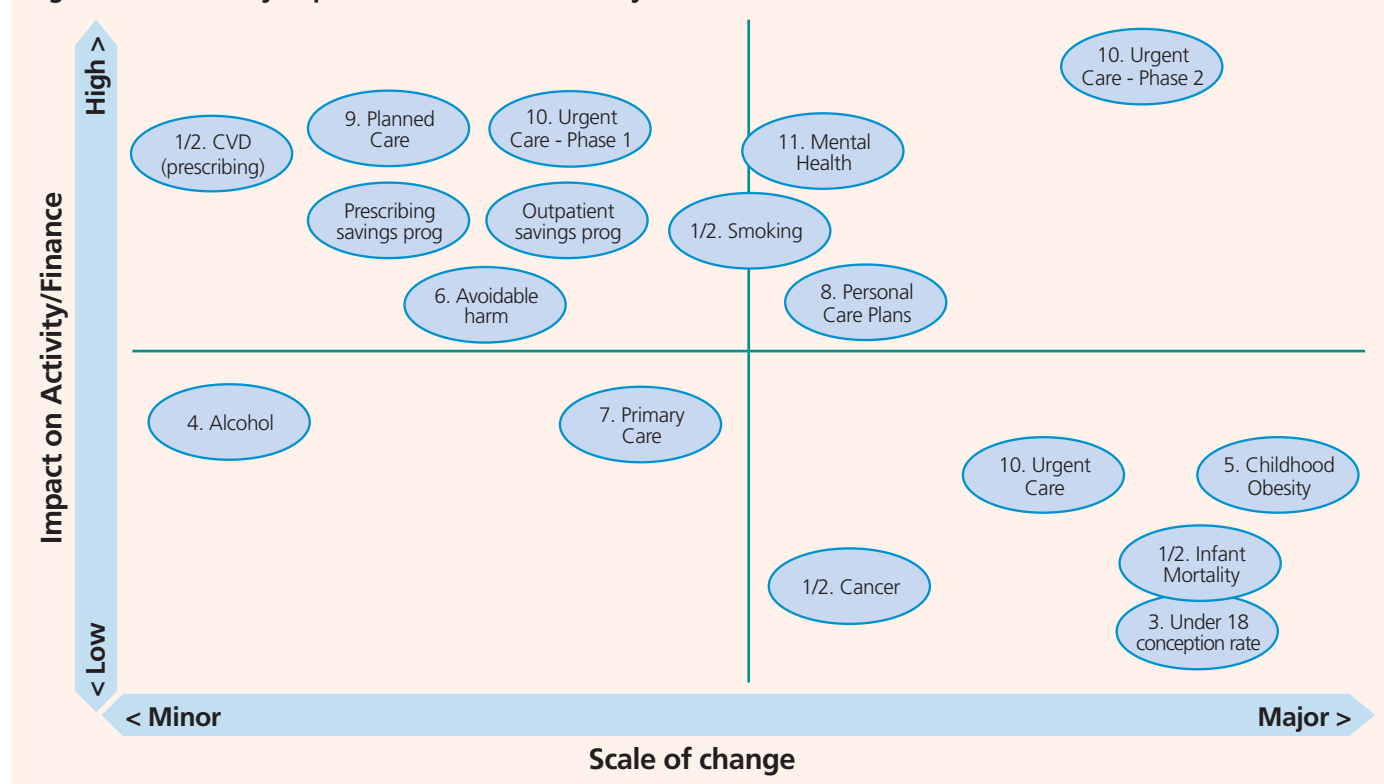 High >
10. Urgent
Care - Phase 2
9. Planned
Care
10. Urgent
Care - Phase 1
1/2. CVD
(prescribing)
11. Mental
Health
Prescribing
savings prog
Outpatient
savings prog
1/2. Smoking
6. Avoidable
harm
8. Personal
Care Plans
Impact on Activity/Finance
4. Alcohol
7. Primary
Care
10. Urgent
Care
5. Childhood
Obesity
1/2. Infant
Mortality
1/2. Cancer
3. Under 18
conception rate
< Low
< Minor
Major >
Scale of change